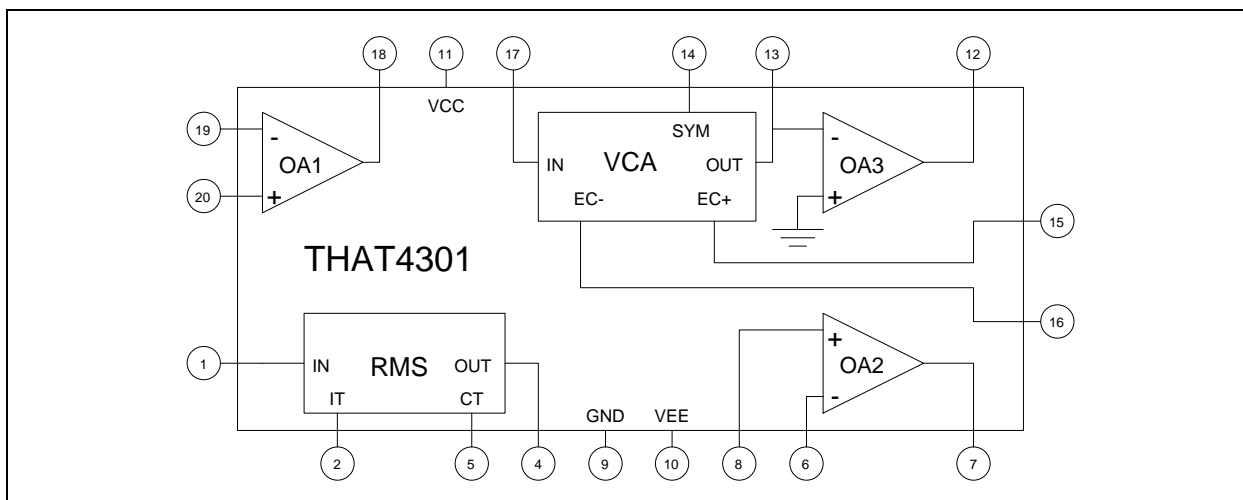 18
11
17
14
13
12
VCC
19
-
OA1
SYM
VCA
IN
OUT
-
OA3
20
+
EC-
EC+
+
15
THAT4301
16
1
IN
RMS
OUT
+
OA2
IT
CT
-
GND
VEE
2
5
4
9
10
8
6
7